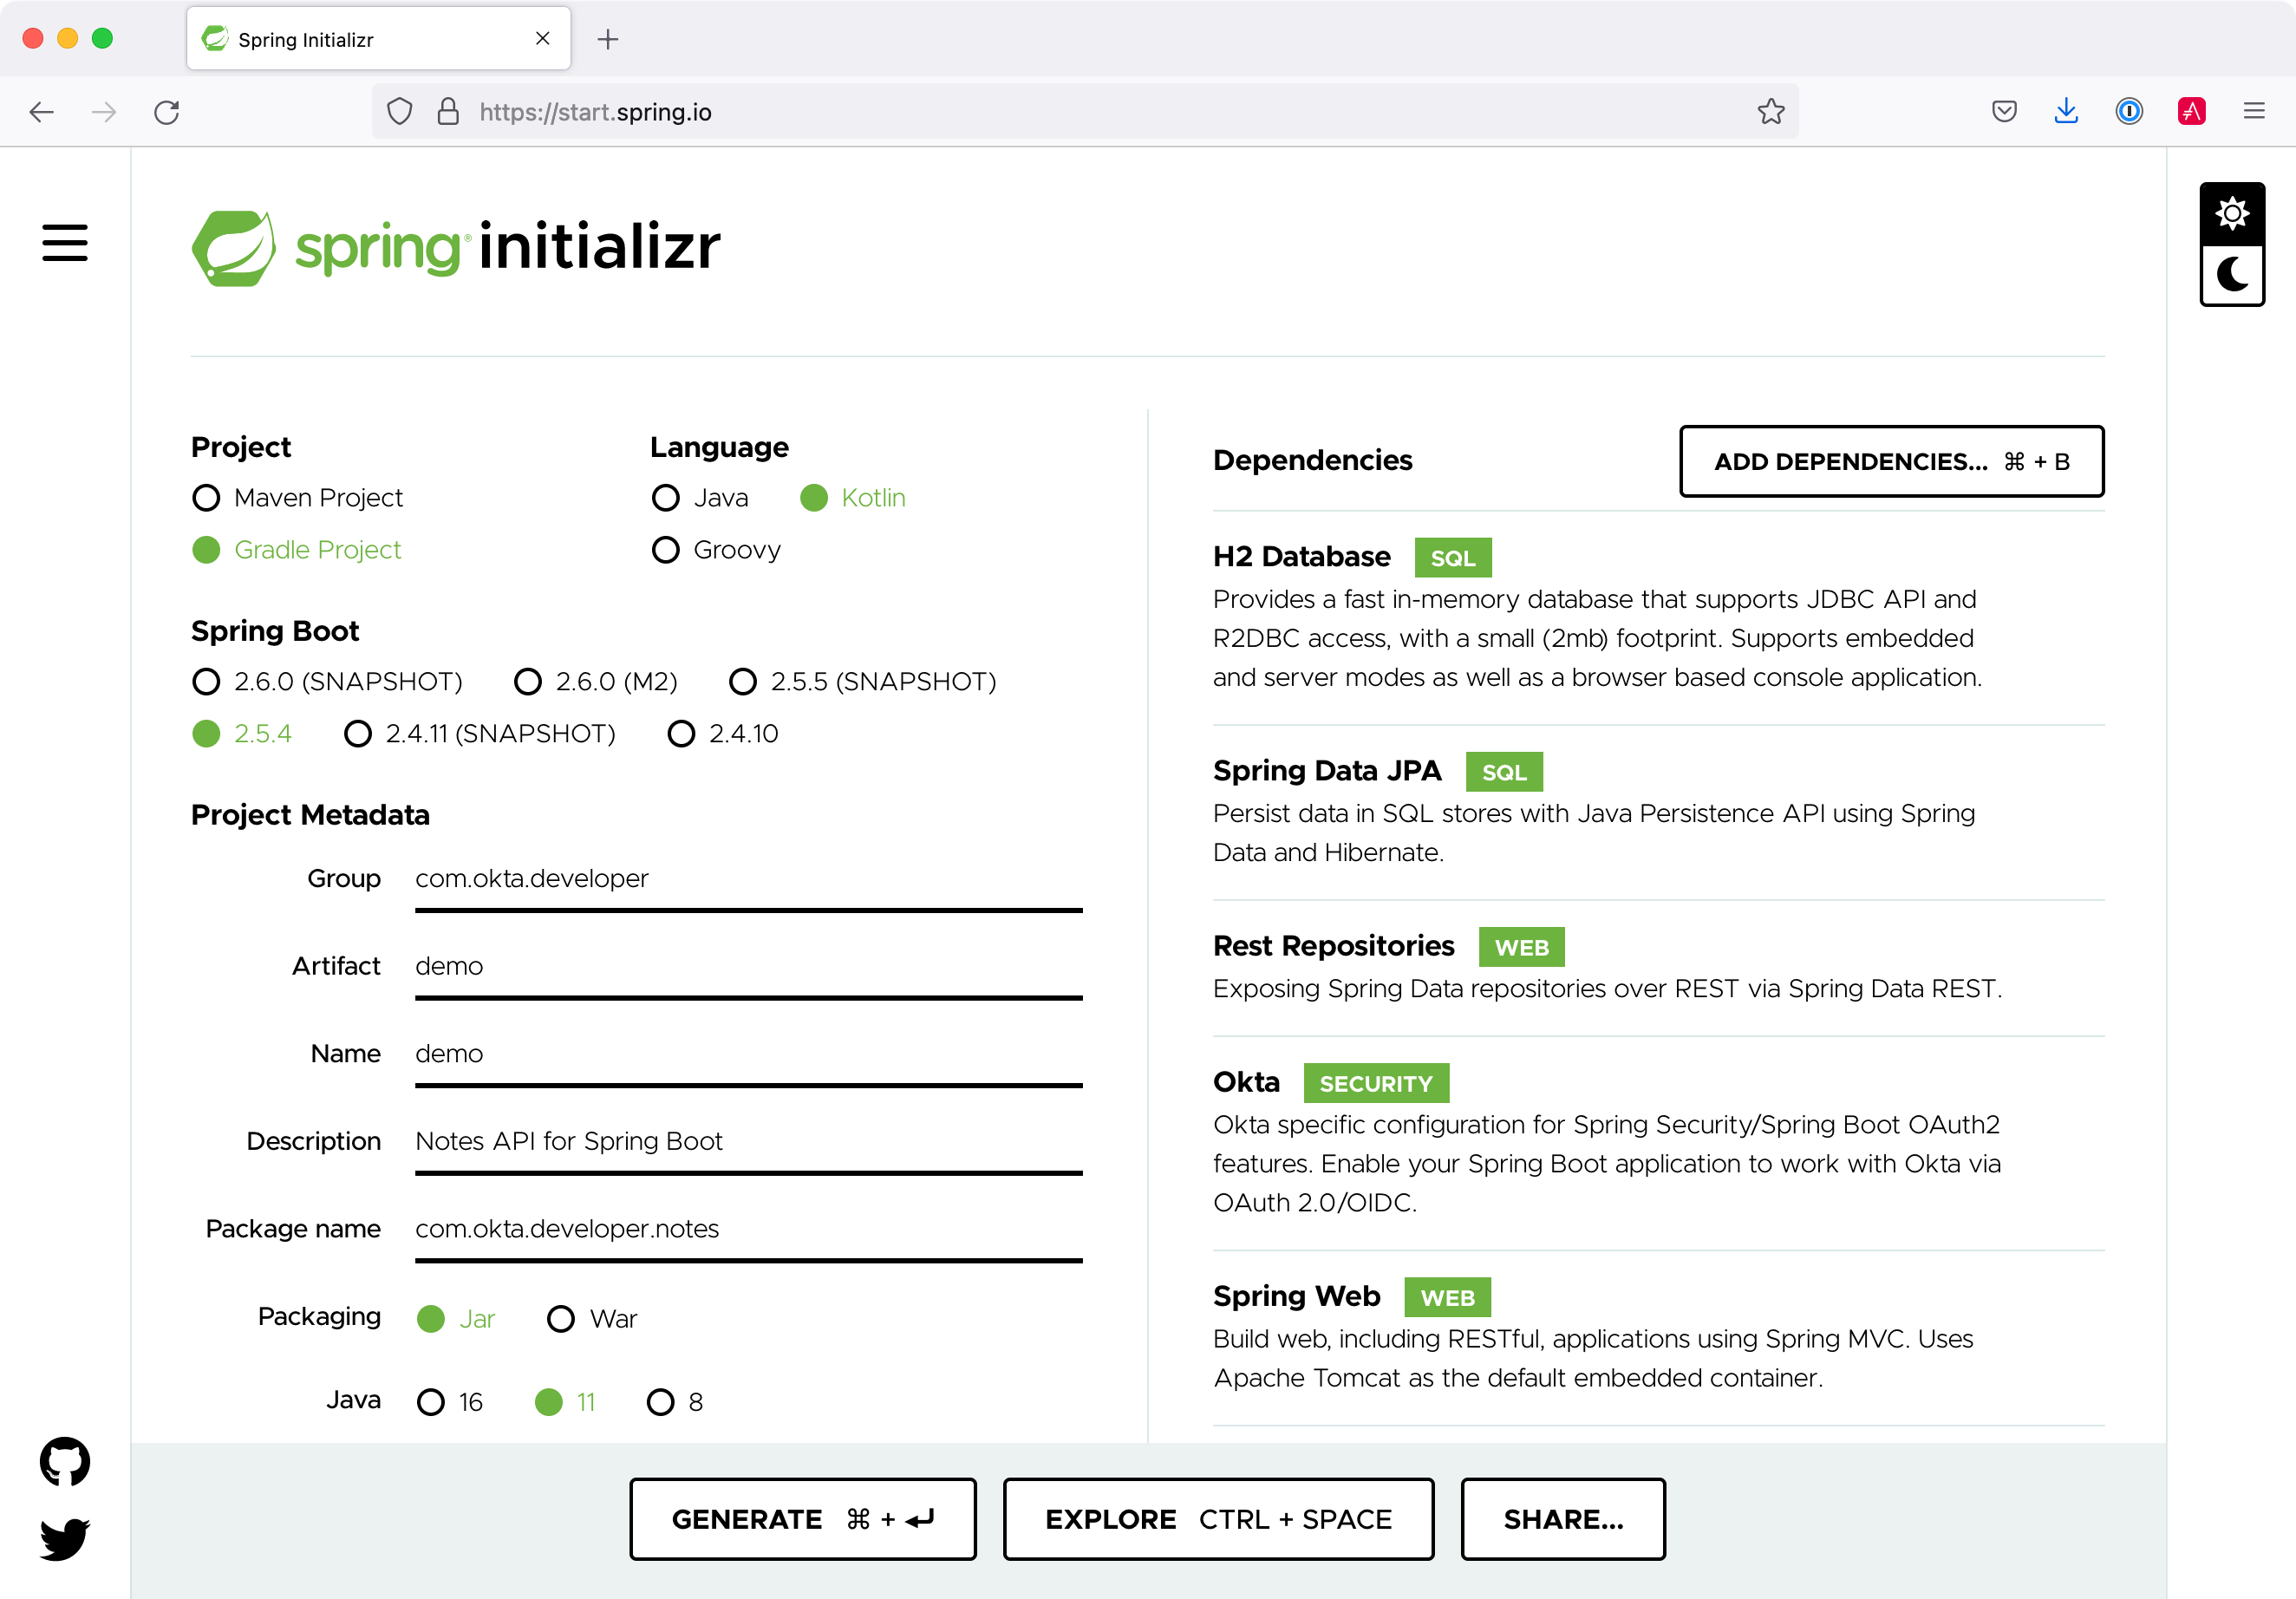 Spring Initializr
https://start.spring.io
spring® initializr
Project
Maven Project
Gradle Project
Language
Java Kotlin
Groovy
Spring Boot
2.6.0 (SNAPSHOT) 2.6.0 (M2) 2.5.5 (SNAPSHOT)
2.5.4 2.4.11 (SNAPSHOT) 2.4.10
Project Metadata
Group com.okta.developer
Artifact demo
Name demo
Description Notes API for Spring Boot
Package name com.okta.developer.notes
Packaging Jar War
Java 16 11 8
Dependencies
ADD DEPENDENCIES... ⌘ + B
H2 Database SQL
Provides a fast in-memory database that supports JDBC API and
R2DBC access, with a small (2mb) footprint. Supports embedded
and server modes as well as a browser based console application.
Spring Data JPA SQL
Persist data in SQL stores with Java Persistence API using Spring
Data and Hibernate.
Rest Repositories WEB
Exposing Spring Data repositories over REST via Spring Data REST.
Okta SECURITY
Okta specific configuration for Spring Security/Spring Boot OAuth2
features. Enable your Spring Boot application to work with Okta via
OAuth 2.0/OIDC.
Spring Web WEB
Build web, including RESTful, applications using Spring MVC. Uses
Apache Tomcat as the default embedded container.
GENERATE ⌘ + ⏎
EXPLORE CTRL + SPACE
SHARE...